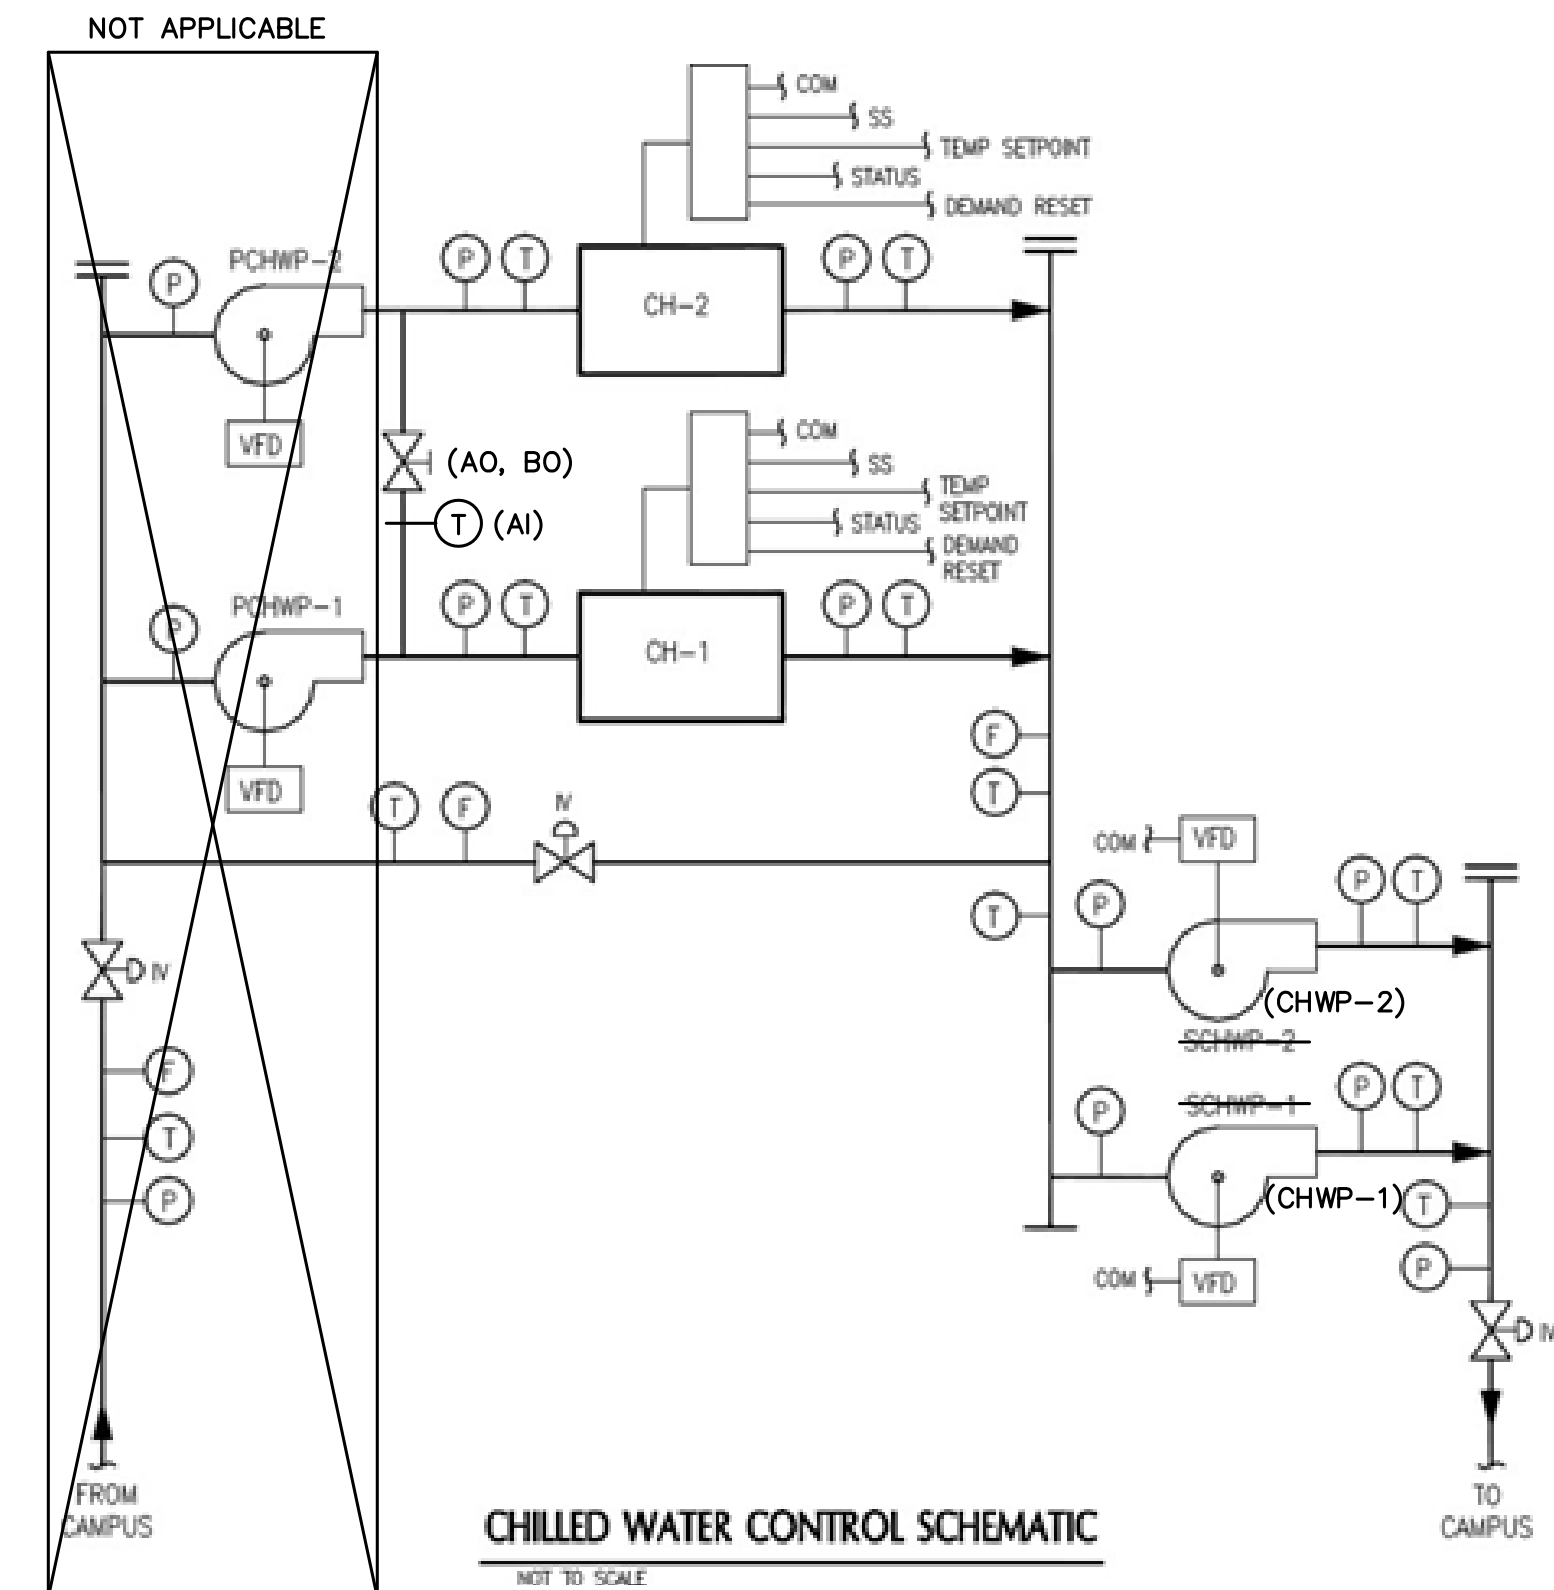 NOT APPLICABLE
COM
SS
TEMP SETPOINT
STATUS
DEMAND RESET
PCHWP-2
P
P
T
P
T
CH-2
VFD
(AO, BO)
T (AI)
COM
SS
TEMP
SETPOINT
STATUS
DEMAND
RESET
PCHWP-1
P
P
T
P
T
CH-1
VFD
T
F
IV
F
T
COM
VFD
T
P
P
T
IV
(CHWP-2)
SCHWP-2
F
T
P
SCHWP-1
P
P
T
(CHWP-1)
T
P
COM
VFD
IV
FROM
CAMPUS
TO
CAMPUS
CHILLED WATER CONTROL SCHEMATIC
NOT TO SCALE